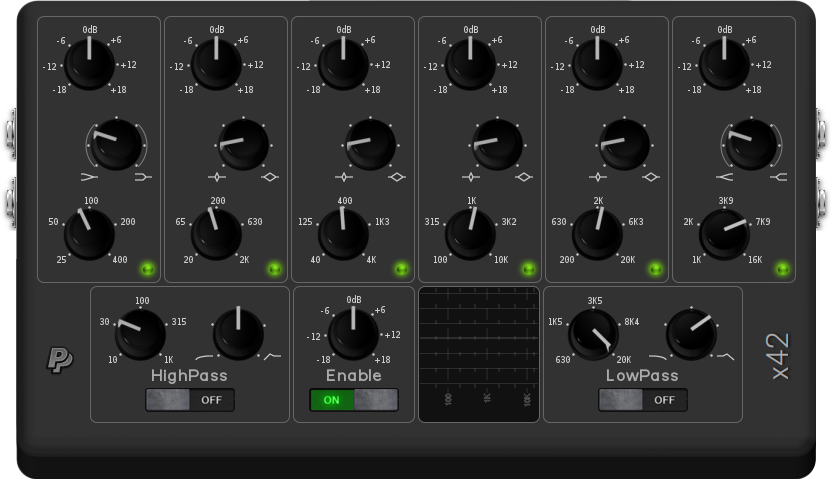 0dB 0dB 0dB 0dB 0dB 0dB
-6 +6 -6 +6 -6 +6 -6 +6 -6 +6 -6 +6
-12 +12 -12 +12 -12 +12 -12 +12 -12 +12 -12 +12
-18 +18 -18 +18 -18 +18 -18 +18 -18 +18 -18 +18
100 200 400 1K 2K 3K9
50 200 65 630 125 1K3 315 3K2 630 6K3 2K 7K9
25 400 20 2K 40 4K 100 10K 200 20K 1K 16K
100 0dB 3K5
30 315 -6 +6 1K5 8K4
-12 +12
10 1K -18 +18 630 20K
HighPass Enable LowPass
OFF ON OFF
100 1K 10K
x42